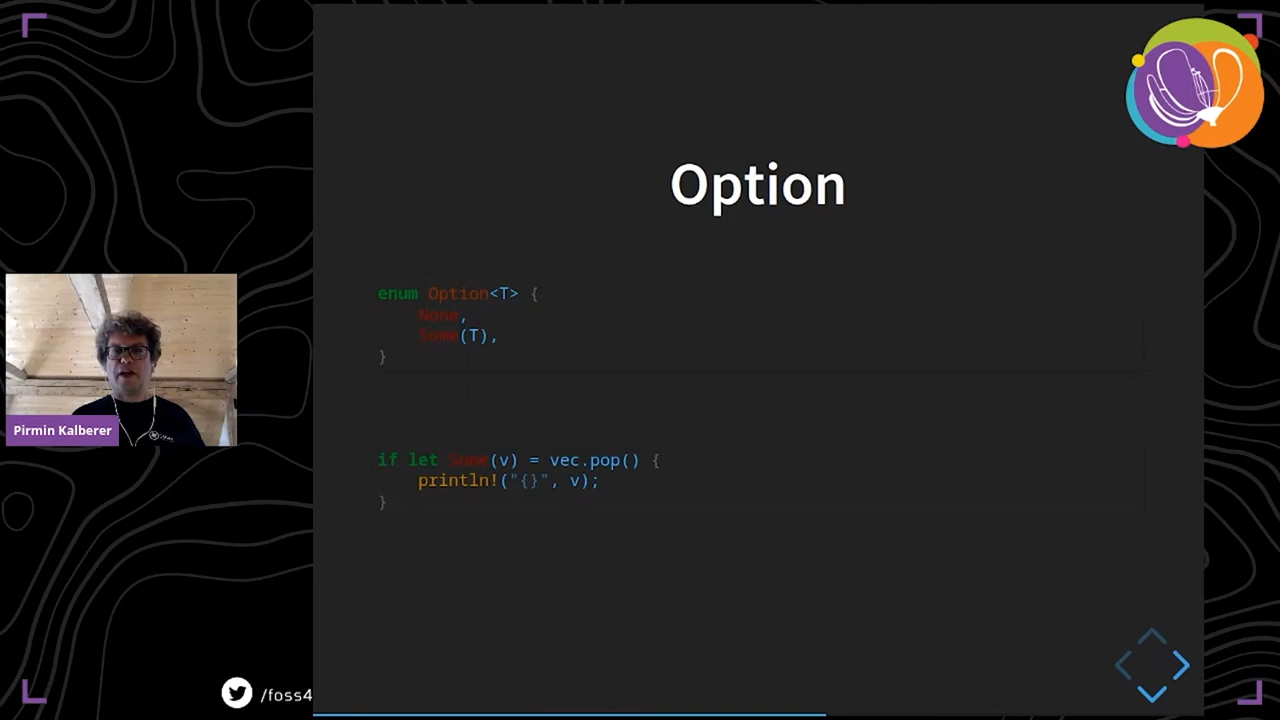 Option
enum Option<T> {
    None,
    Some(T),
}
if let Some(v) = vec.pop() {
    println!("{}", v);
}
Pirmin Kalberer
/foss4